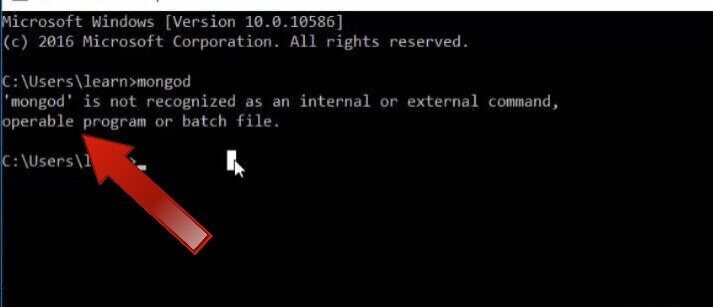 Microsoft Windows [Version 10.0.10586]
(c) 2016 Microsoft Corporation. All rights reserved.
C:\Users\learn>mongod
'mongod' is not recognized as an internal or external command,
operable program or batch file.
C:\Users\l